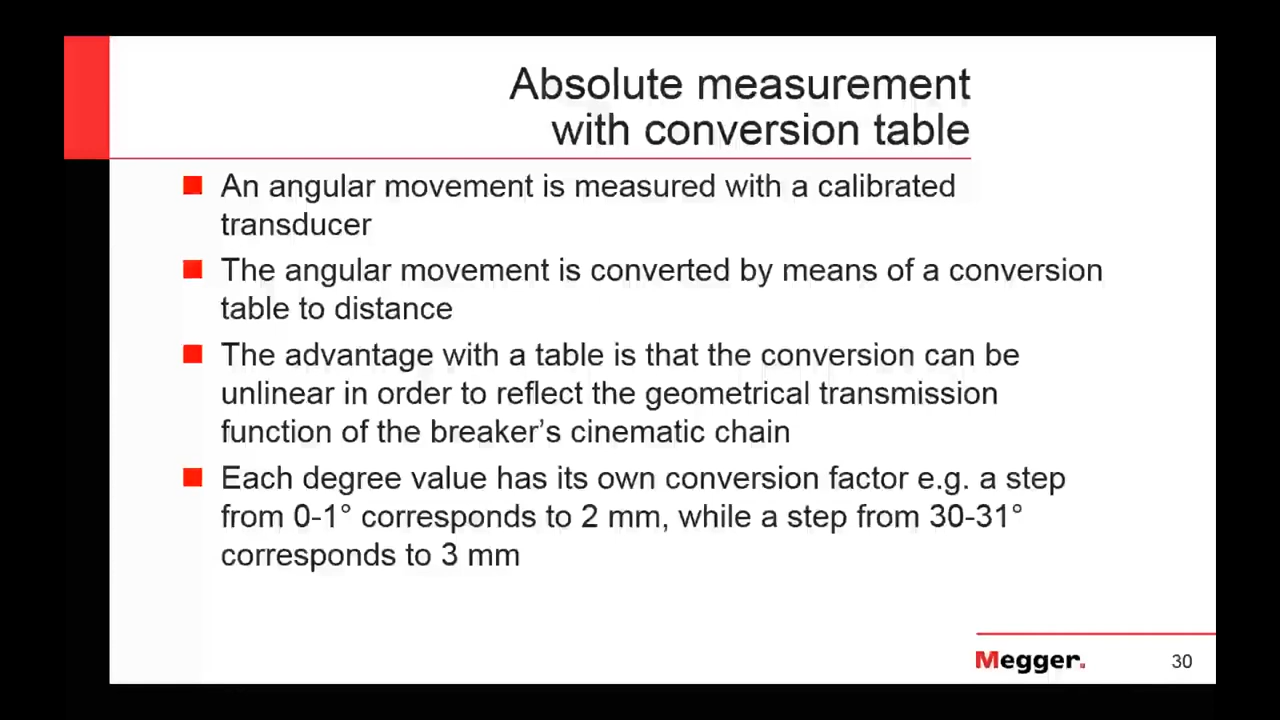 Absolute measurement
with conversion table
An angular movement is measured with a calibrated
transducer
The angular movement is converted by means of a conversion
table to distance
The advantage with a table is that the conversion can be
unlinear in order to reflect the geometrical transmission
function of the breaker’s cinematic chain
Each degree value has its own conversion factor e.g. a step
from 0-1° corresponds to 2 mm, while a step from 30-31°
corresponds to 3 mm
Megger.
30